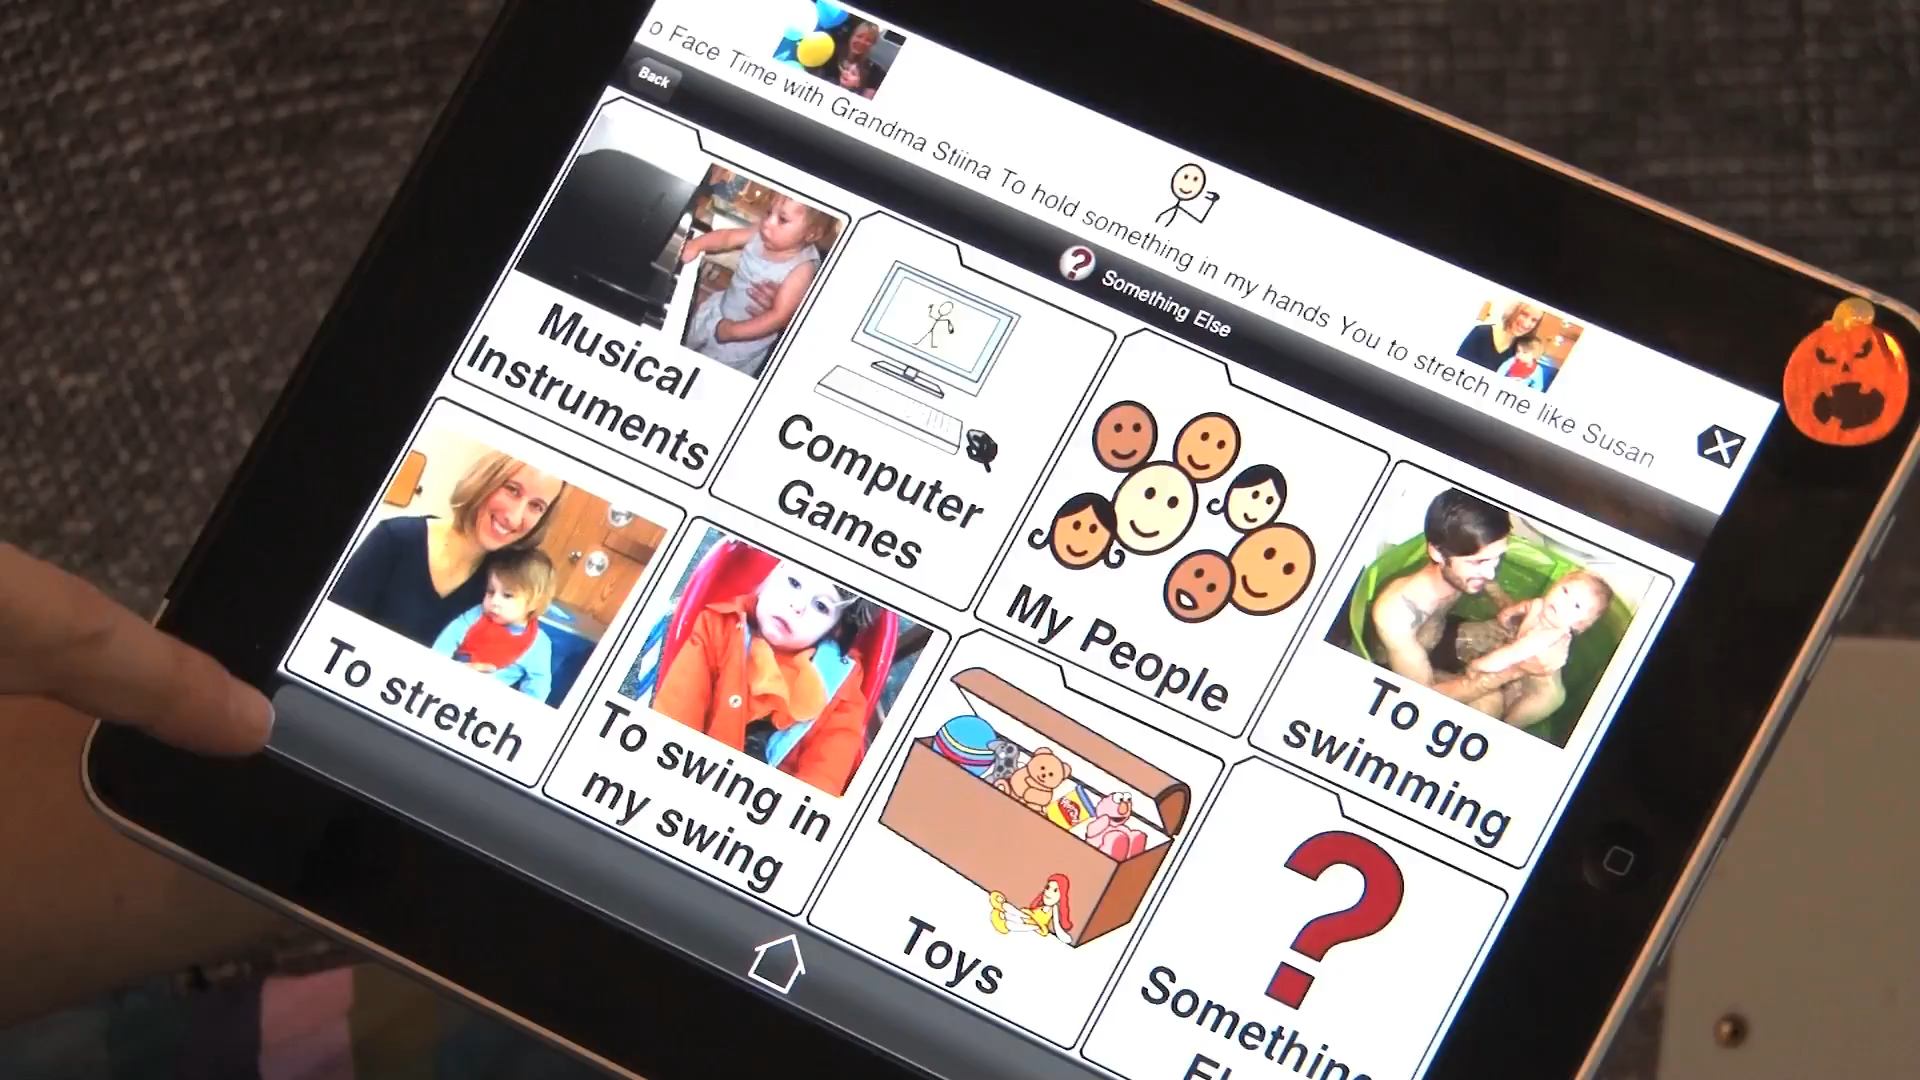 o Face Time with Grandma Stiina To hold something in my hands You to stretch me like Susan
Back
Something Else
Musical
Instruments
Computer
Games
My People
To go
swimming
To stretch
To swing in
my swing
Toys
Something